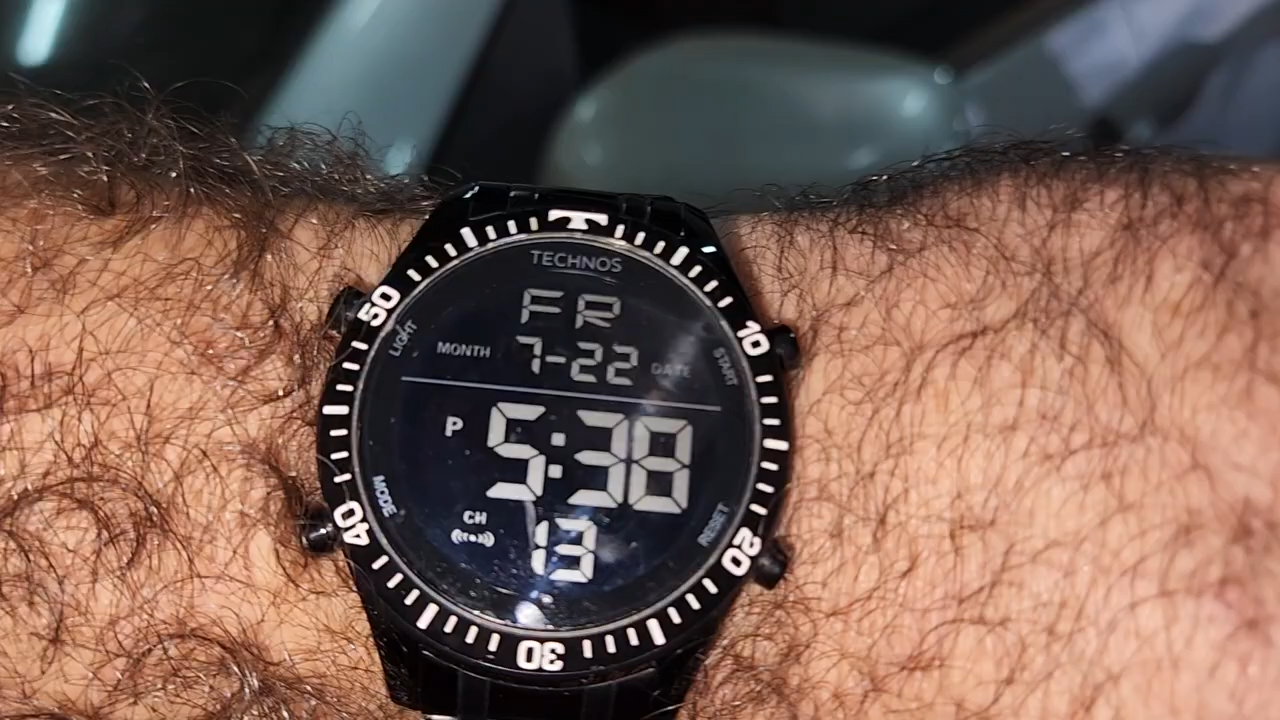 TECHNOS
FR
MONTH 7-22 DATE
LIGHT START
P 5:38
MODE RESET
CH 13
50 10
40 20
30